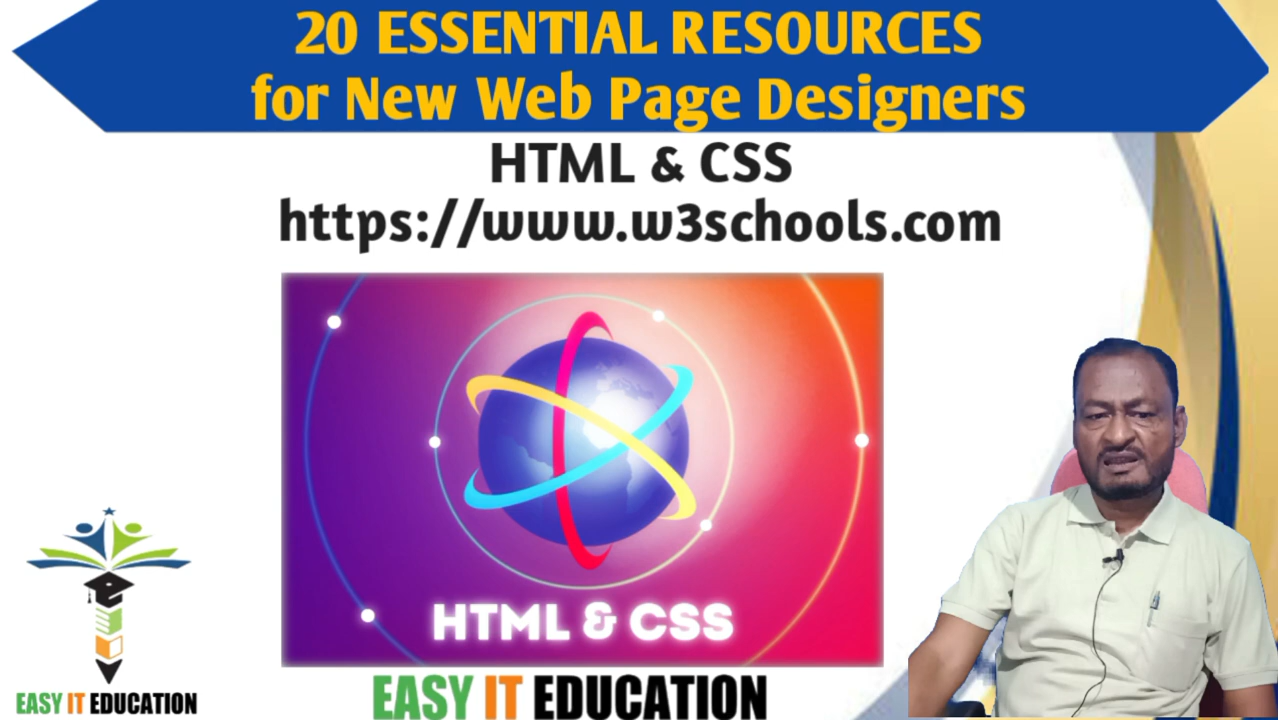 20 ESSENTIAL RESOURCES
for New Web Page Designers
HTML & CSS
https://www.w3schools.com
HTML & CSS
EASY IT EDUCATION
EASY IT EDUCATION